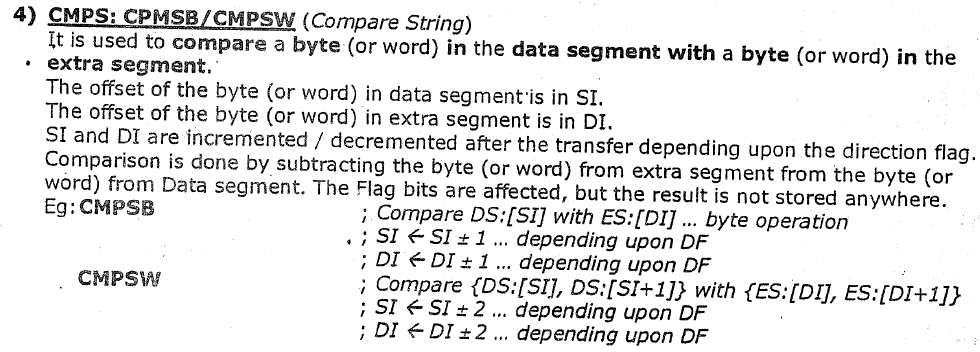 4) CMPS: CPMSB/CMPSW (Compare String)
It is used to compare a byte (or word) in the data segment with a byte (or word) in the
extra segment.
The offset of the byte (or word) in data segment is in SI.
The offset of the byte (or word) in extra segment is in DI.
SI and DI are incremented / decremented after the transfer depending upon the direction flag.
Comparison is done by subtracting the byte (or word) from extra segment from the byte (or
word) from Data segment. The Flag bits are affected, but the result is not stored anywhere.
Eg: CMPSB ; Compare DS:[SI] with ES:[DI] ... byte operation
; SI ← SI ± 1 ... depending upon DF
; DI ← DI ± 1 ... depending upon DF
CMPSW ; Compare {DS:[SI], DS:[SI+1]} with {ES:[DI], ES:[DI+1]}
; SI ← SI ± 2 ... depending upon DF
; DI ← DI ± 2 ... depending upon DF